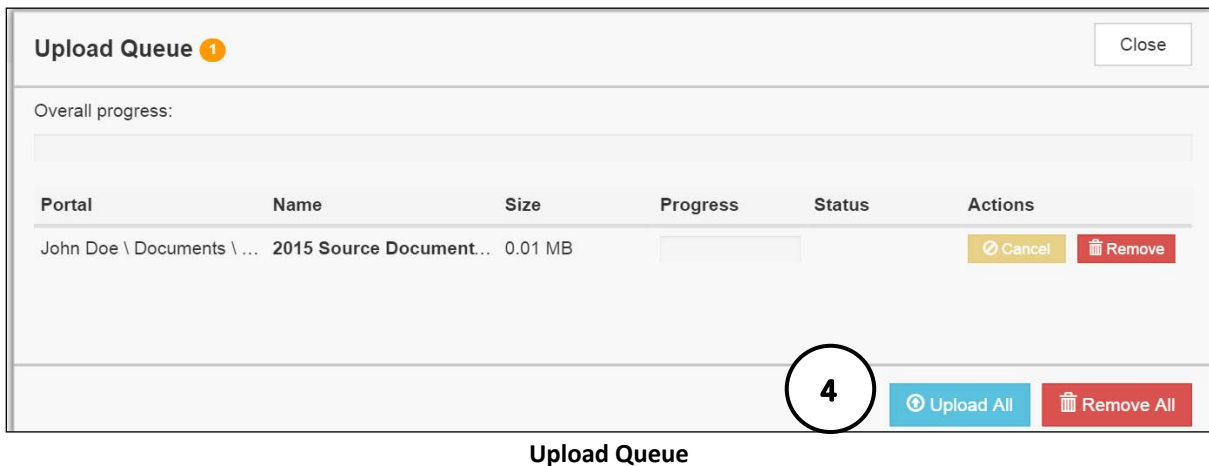 Upload Queue 1 Close
Overall progress:
Portal Name Size Progress Status Actions
John Doe \ Documents \ ... 2015 Source Document... 0.01 MB Cancel Remove
4 Upload All Remove All
Upload Queue